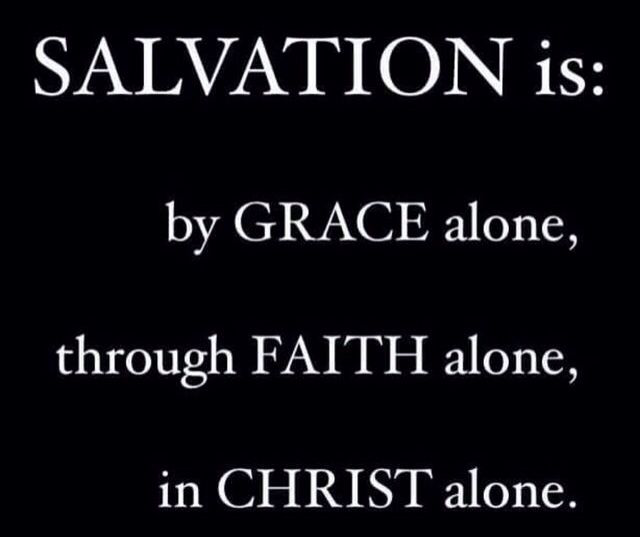 SALVATION is:
by GRACE alone,
through FAITH alone,
in CHRIST alone.